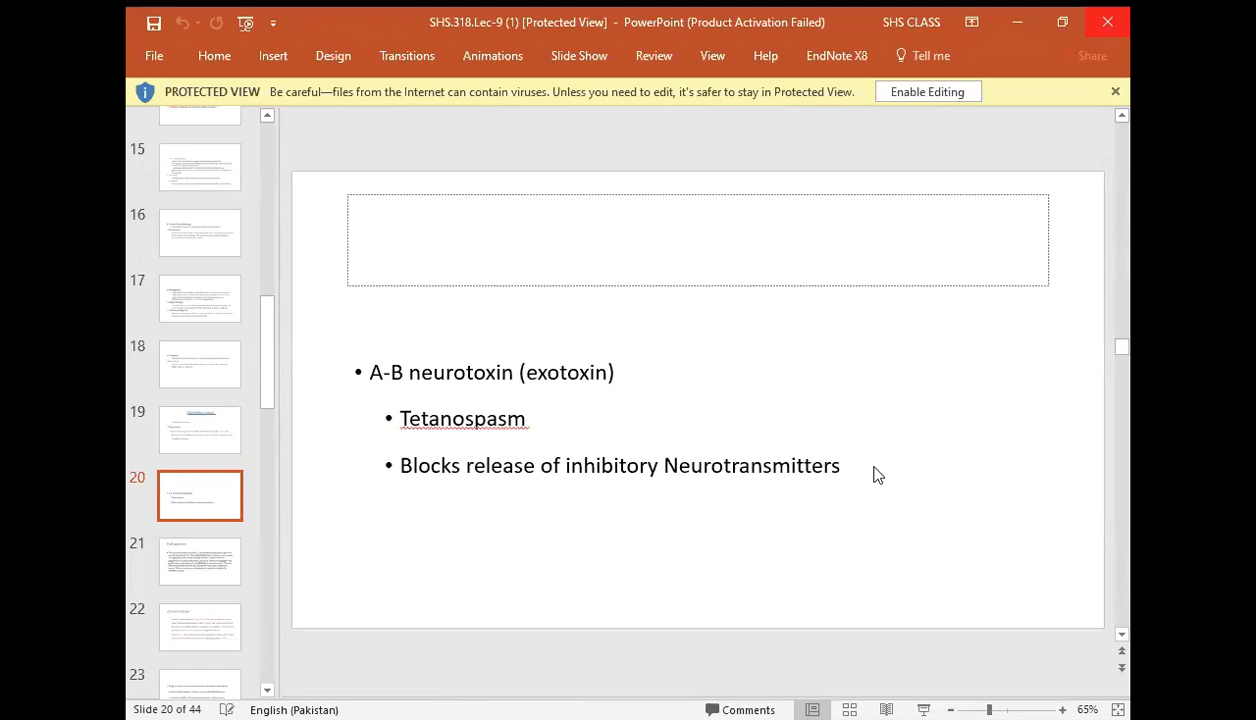 SHS.318.Lec-9 (1) [Protected View] - PowerPoint (Product Activation Failed)
SHS CLASS
File
Home
Insert
Design
Transitions
Animations
Slide Show
Review
View
Help
EndNote X8
Tell me
Share
PROTECTED VIEW Be careful—files from the Internet can contain viruses. Unless you need to edit, it's safer to stay in Protected View.
Enable Editing
15
16
17
18
19
20
21
22
23
• A-B neurotoxin (exotoxin)
• Tetanospasm
• Blocks release of inhibitory Neurotransmitters
Slide 20 of 44
English (Pakistan)
Comments
65%